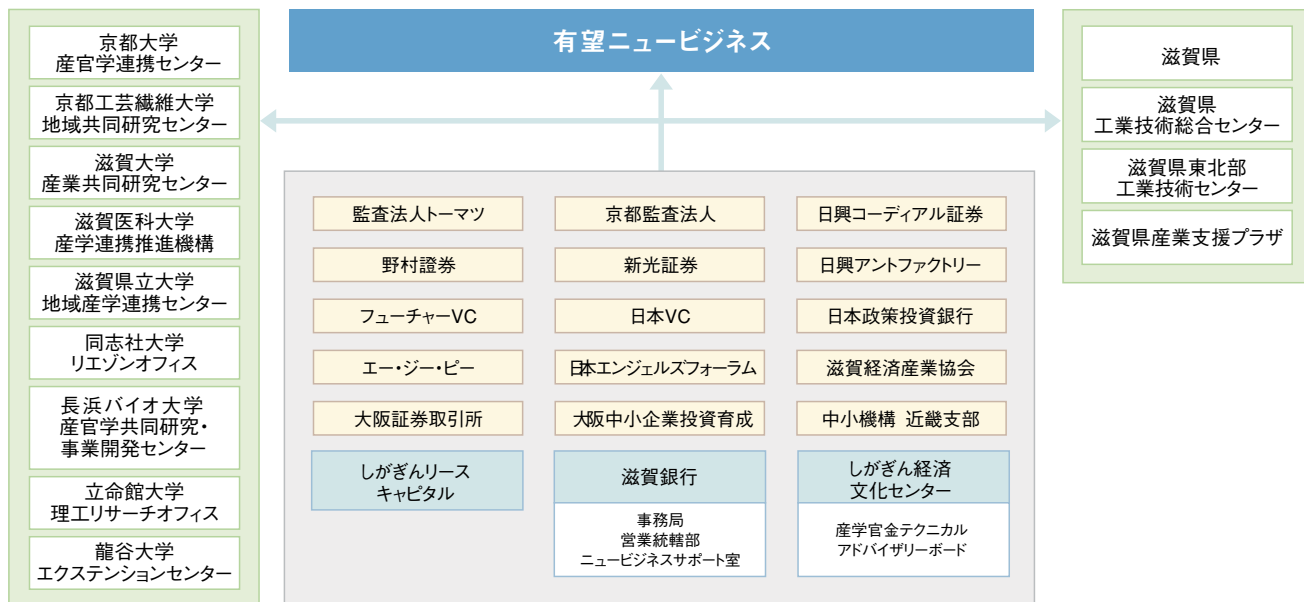 有望ニュービジネス
京都大学
産官学連携センター
京都工芸繊維大学
地域共同研究センター
滋賀大学
産業共同研究センター
滋賀医科大学
産学連携推進機構
滋賀県立大学
地域産学連携センター
同志社大学
リエゾンオフィス
長浜バイオ大学
産官学共同研究・
事業開発センター
立命館大学
理工リサーチオフィス
龍谷大学
エクステンションセンター
監査法人トーマツ
京都監査法人
日興コーディアル証券
野村證券
新光証券
日興アントファクトリー
フューチャーVC
日本VC
日本政策投資銀行
エー・ジー・ピー
日本エンジェルズフォーラム
滋賀経済産業協会
大阪証券取引所
大阪中小企業投資育成
中小機構 近畿支部
しがぎんリース
キャピタル
滋賀銀行
事務局
営業統轄部
ニュービジネスサポート室
しがぎん経済
文化センター
産学官金テクニカル
アドバイザリーボード
滋賀県
滋賀県
工業技術総合センター
滋賀県東北部
工業技術センター
滋賀県産業支援プラザ